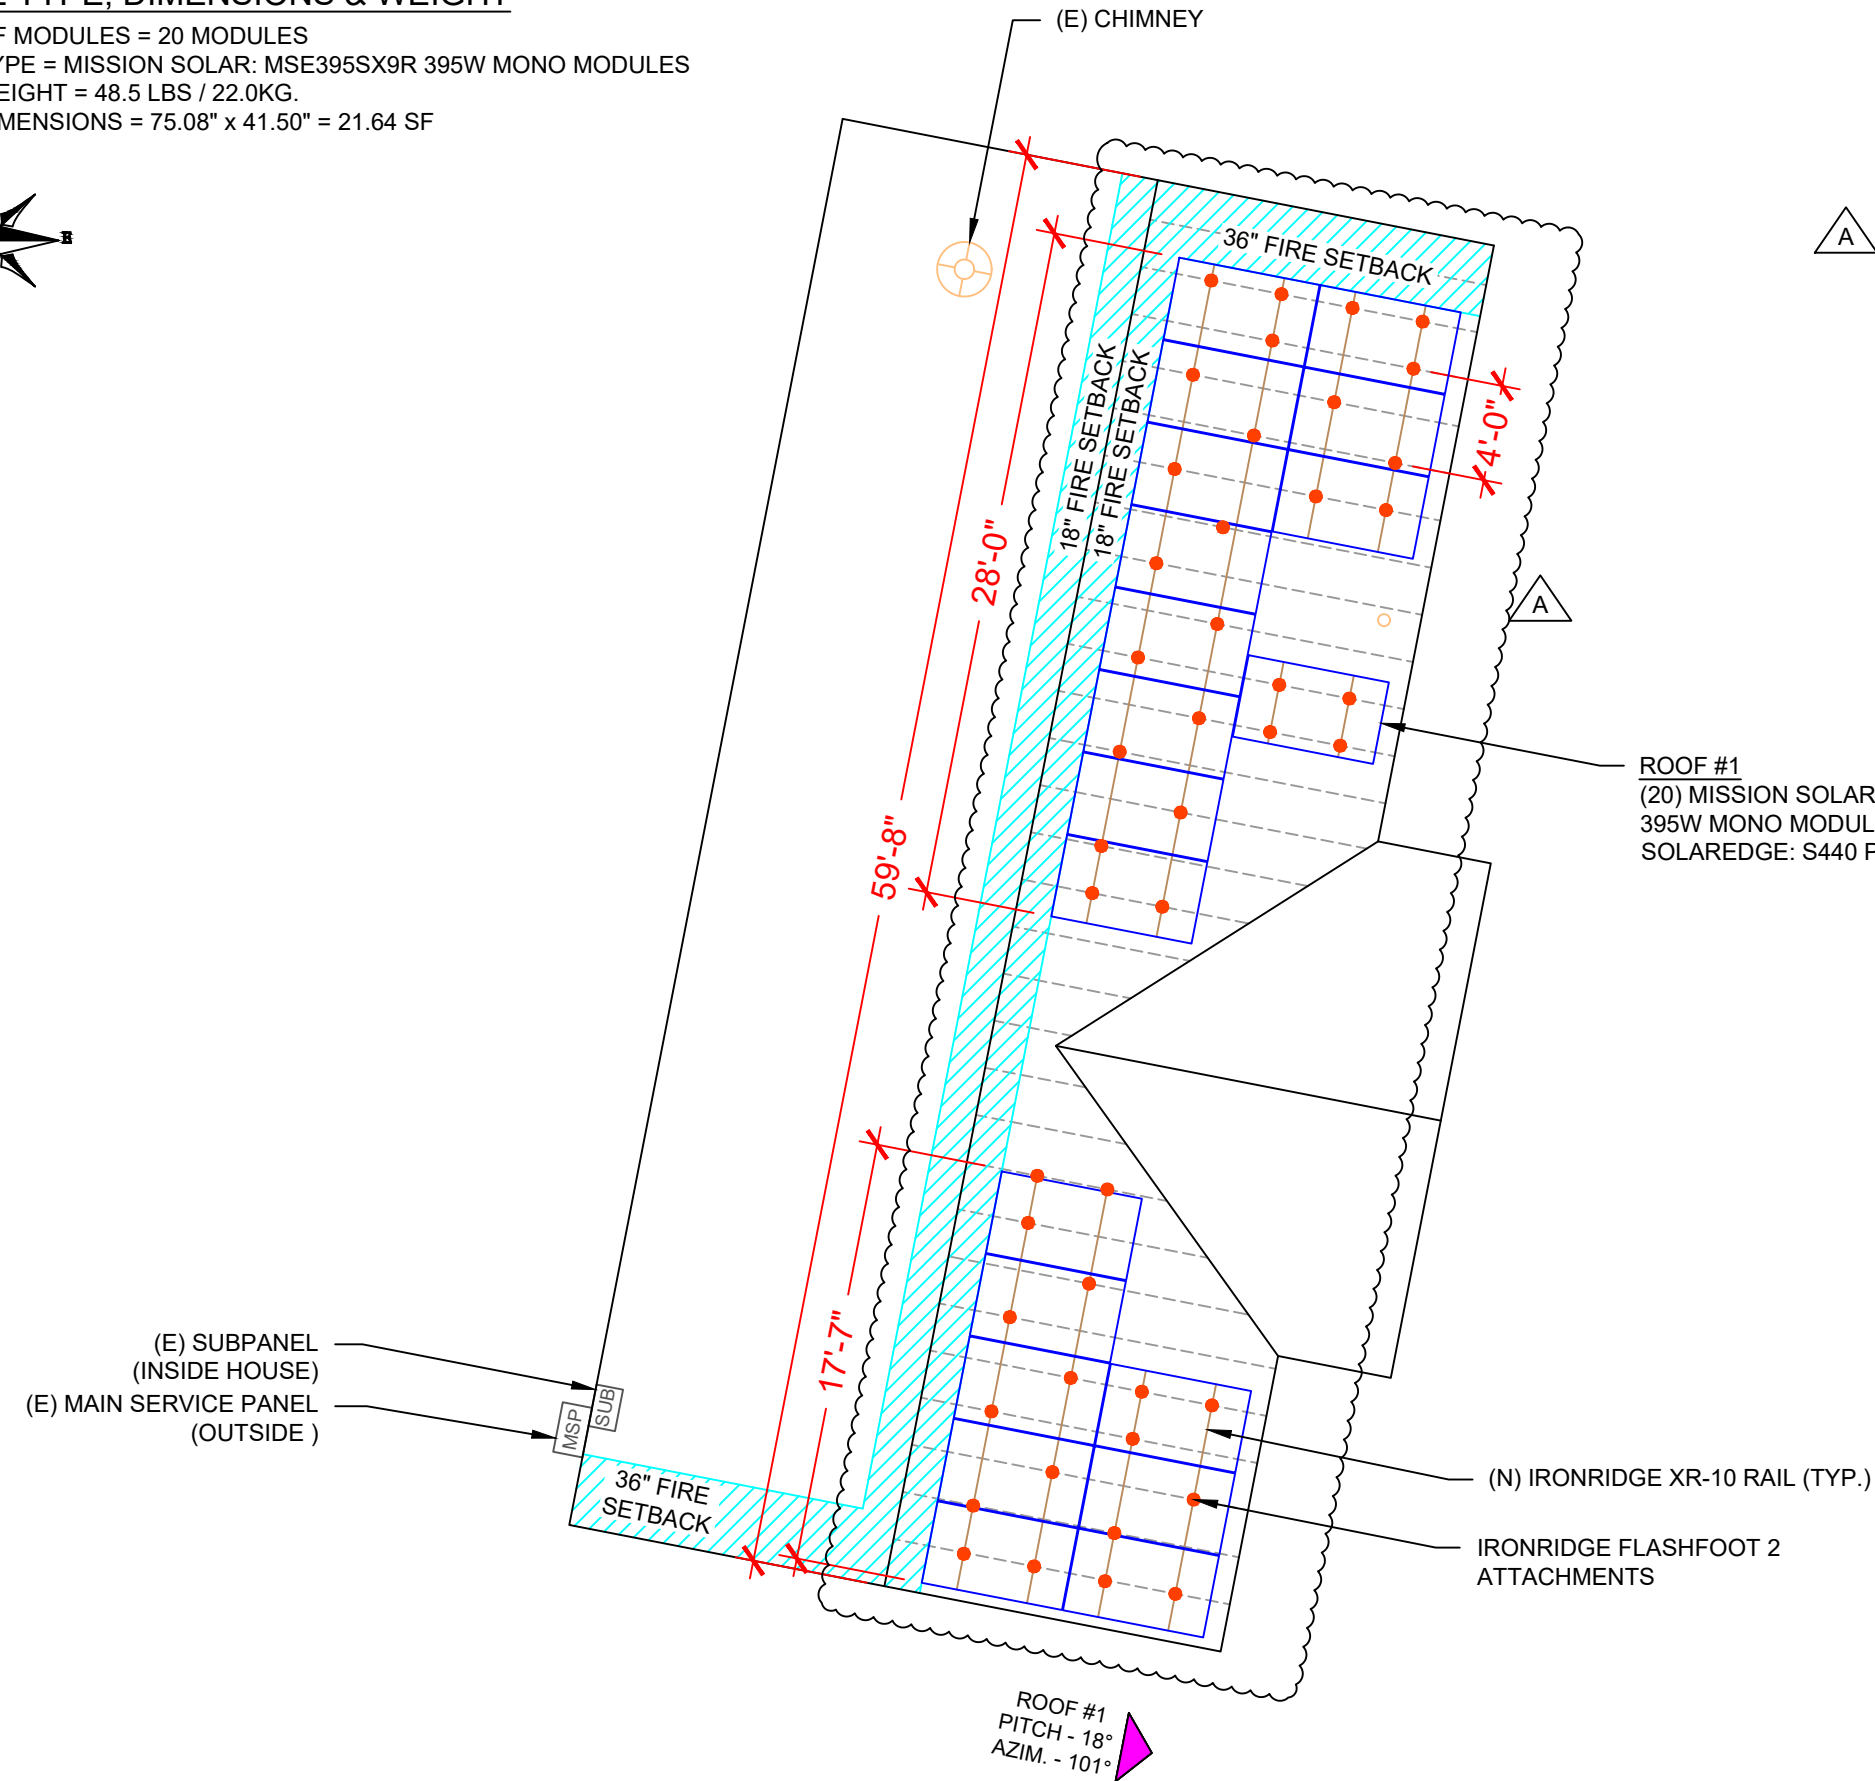 TYPE, DIMENSIONS & WEIGHT
F MODULES = 20 MODULES
YPE = MISSION SOLAR: MSE395SX9R 395W MONO MODULES
EIGHT = 48.5 LBS / 22.0KG.
MENSIONS = 75.08" x 41.50" = 21.64 SF
(E) CHIMNEY
A
36" FIRE SETBACK
18" FIRE SETBACK
18" FIRE SETBACK
4'-0"
28'-0"
A
59'-8"
ROOF #1
(20) MISSION SOLAR
395W MONO MODUL
SOLAREDGE: S440 P
17'-7"
(E) SUBPANEL
(INSIDE HOUSE)
SUB
(E) MAIN SERVICE PANEL
(OUTSIDE )
MSP
36" FIRE
SETBACK
(N) IRONRIDGE XR-10 RAIL (TYP.)
IRONRIDGE FLASHFOOT 2
ATTACHMENTS
ROOF #1
PITCH - 18°
AZIM. - 101°